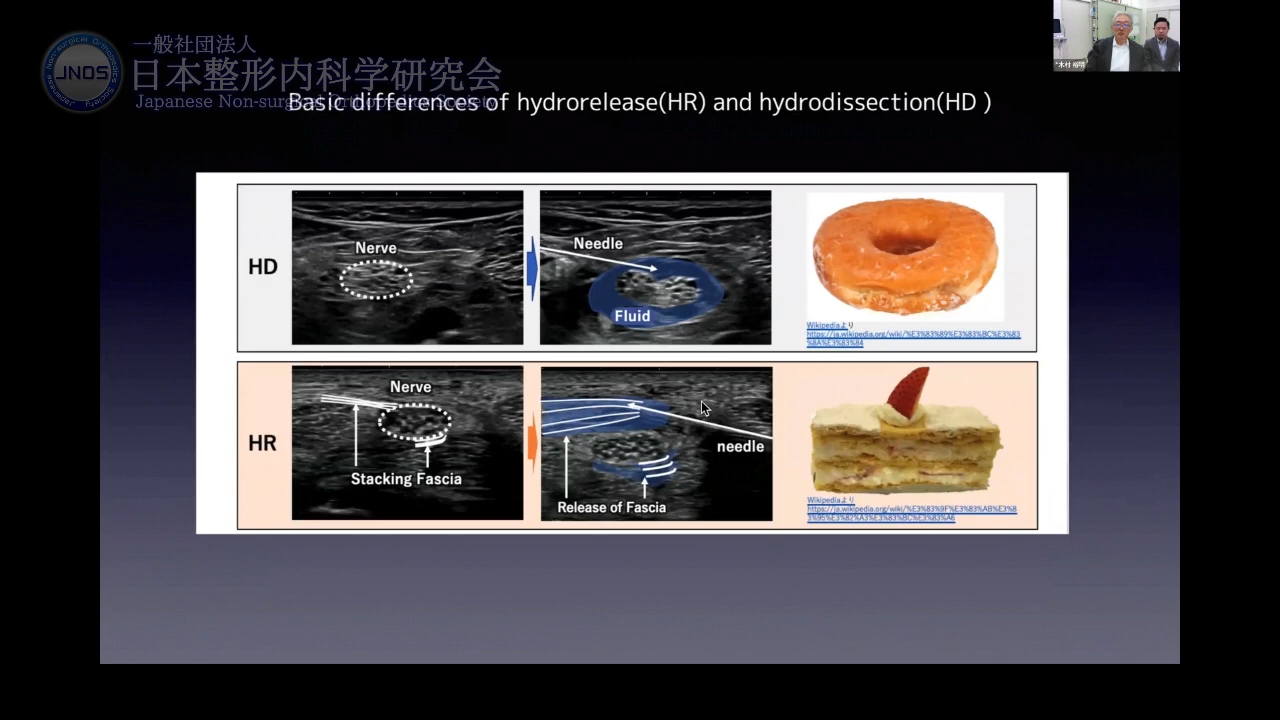 一般社団法人
日本整形内科学研究会
Japanese Non-surgical Orthopedics Society
JNOS
Basic differences of hydrorelease(HR) and hydrodissection(HD )
HD
Nerve
Needle
Fluid
Wikipediaより
https://ja.wikipedia.org/wiki/%E3%83%89%E3%83%BC%E3%83
%8A%E3%83%84
HR
Nerve
Stacking Fascia
needle
Release of Fascia
Wikipediaより
https://ja.wikipedia.org/wiki/%E3%83%9F%E3%83%AB%E3%8
3%95%E3%82%A3%E3%83%BC%E3%83%A6